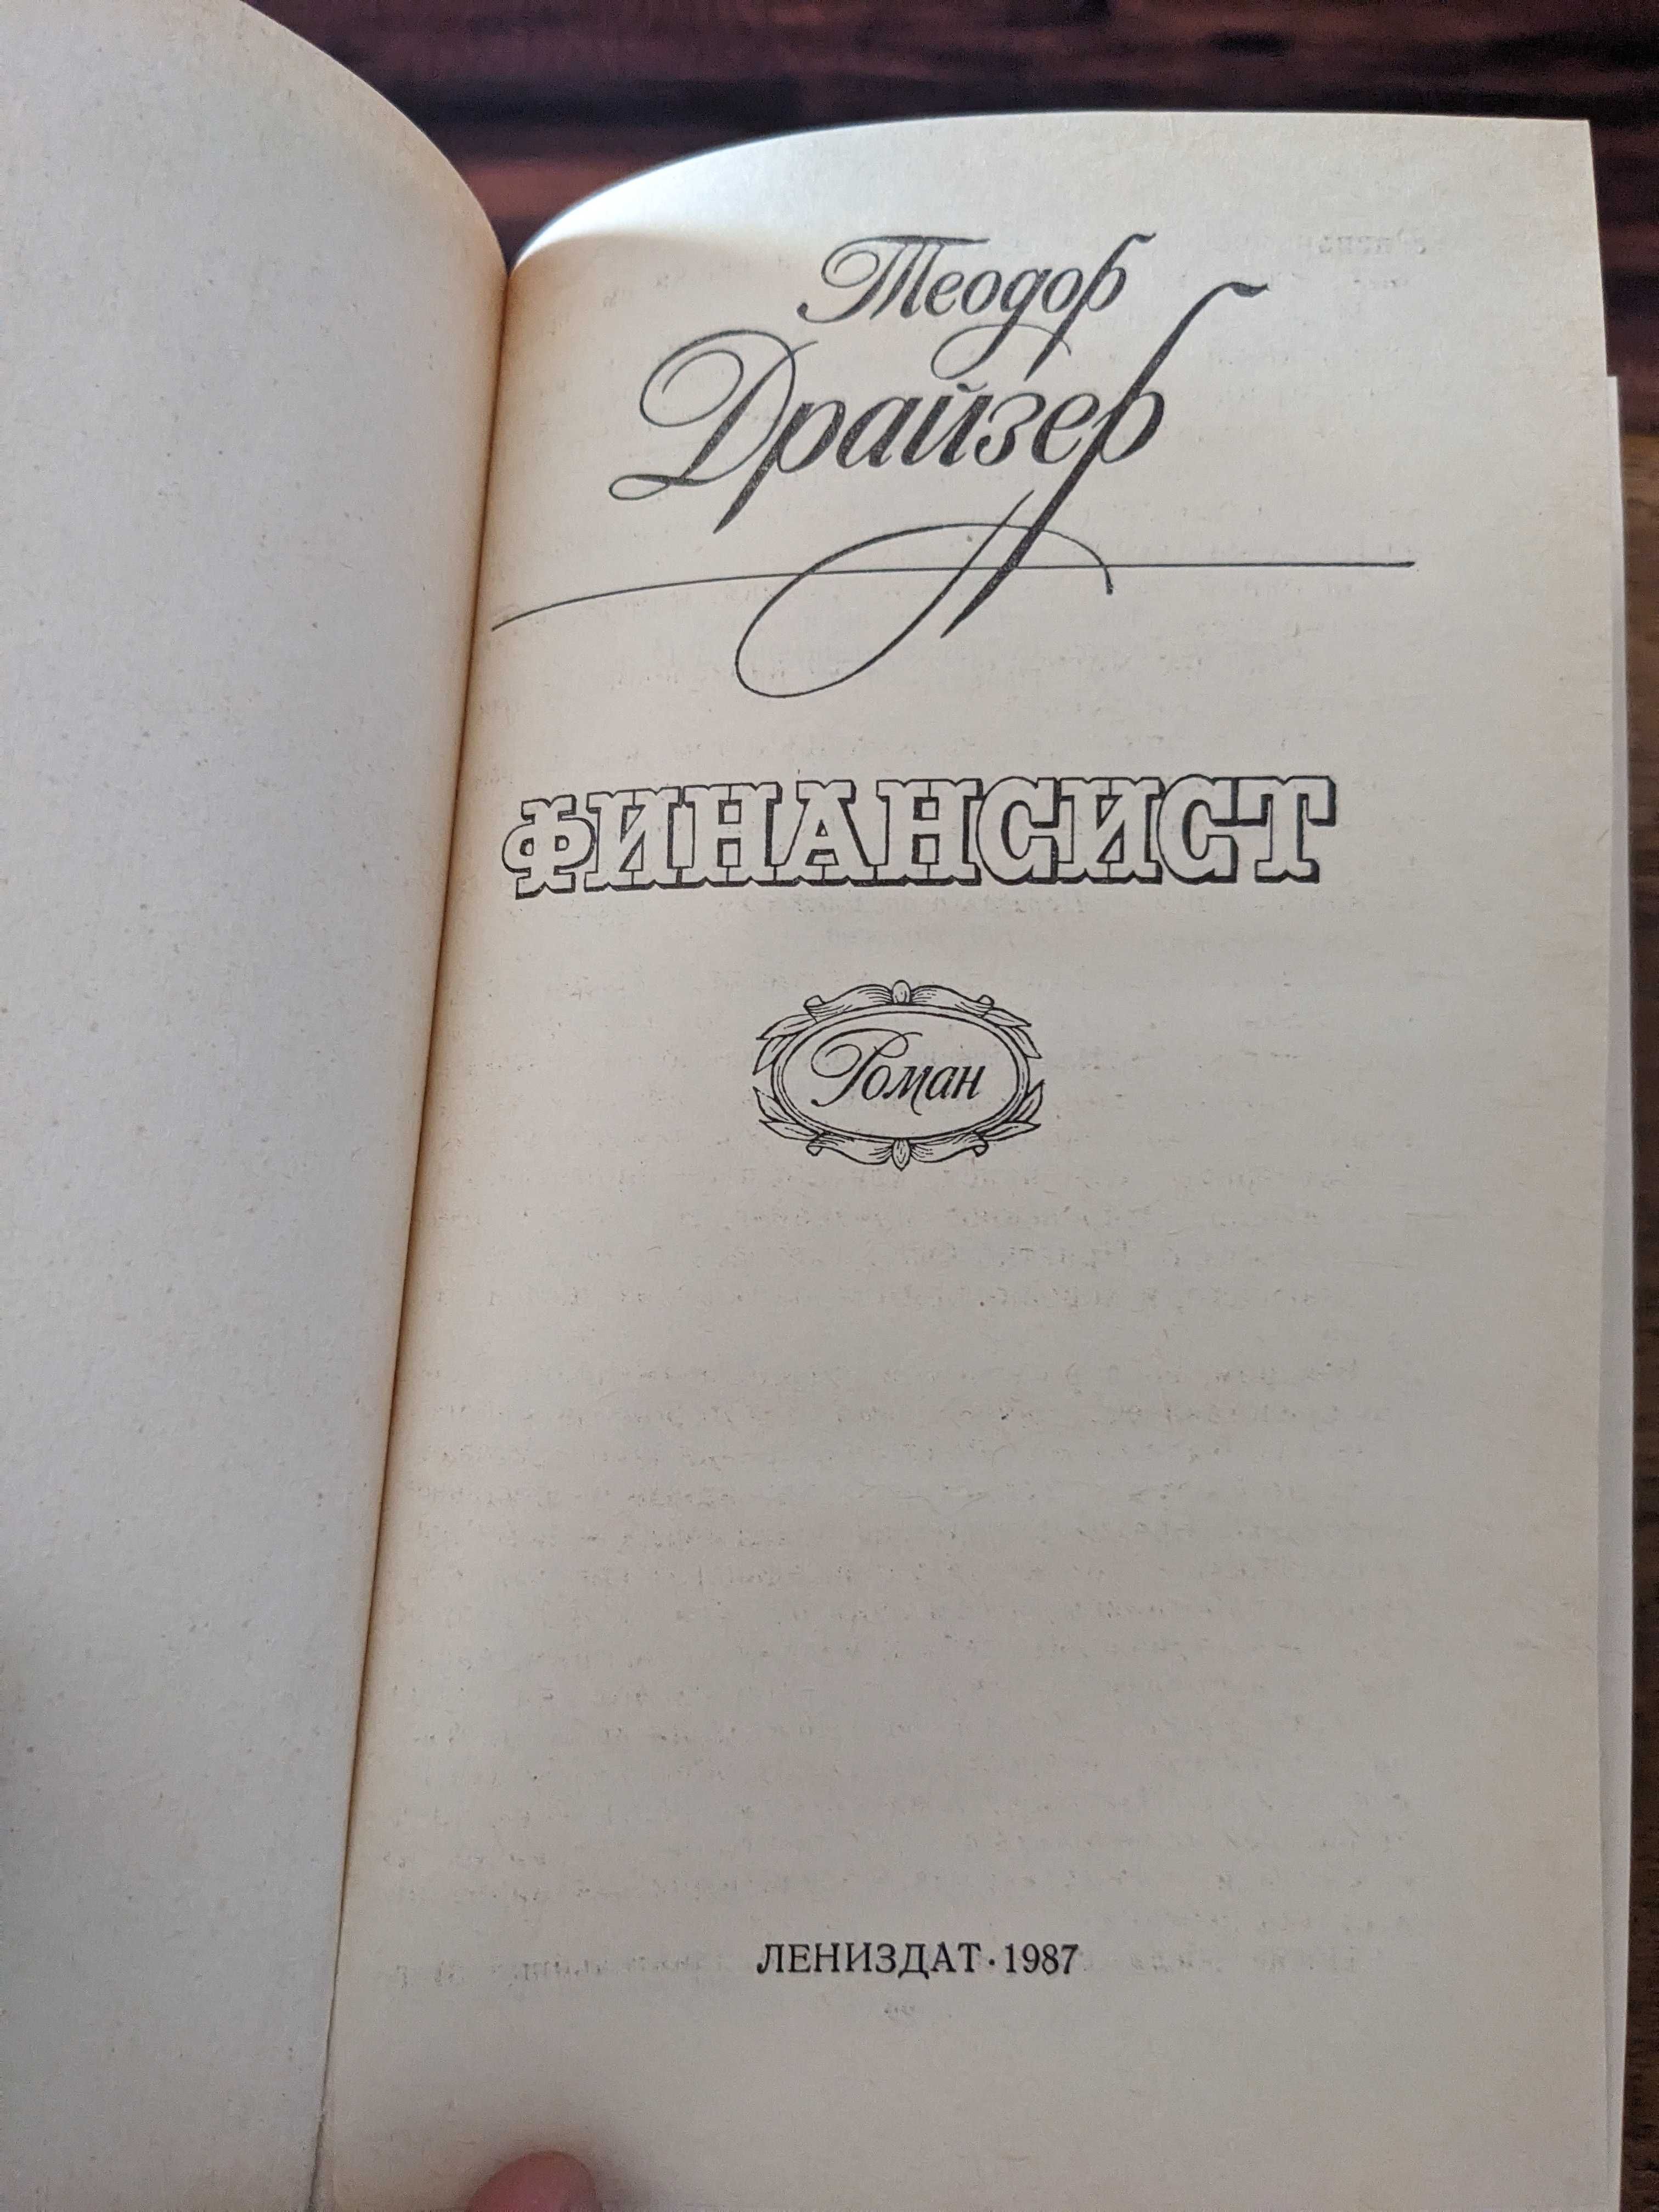 Теодор
Драйзер
ФИНАНСИСТ
Роман
ЛЕНИЗДАТ·1987